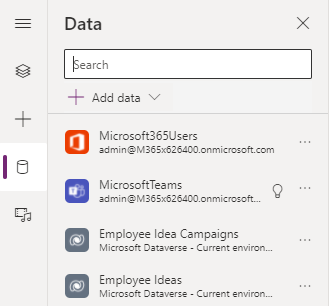 Data
Search
Add data
Microsoft365Users
admin@M365x626400.onmicrosoft.com
MicrosoftTeams
admin@M365x626400.onmicrosoft...
Employee Idea Campaigns
Microsoft Dataverse - Current environ...
Employee Ideas
Microsoft Dataverse - Current environ...